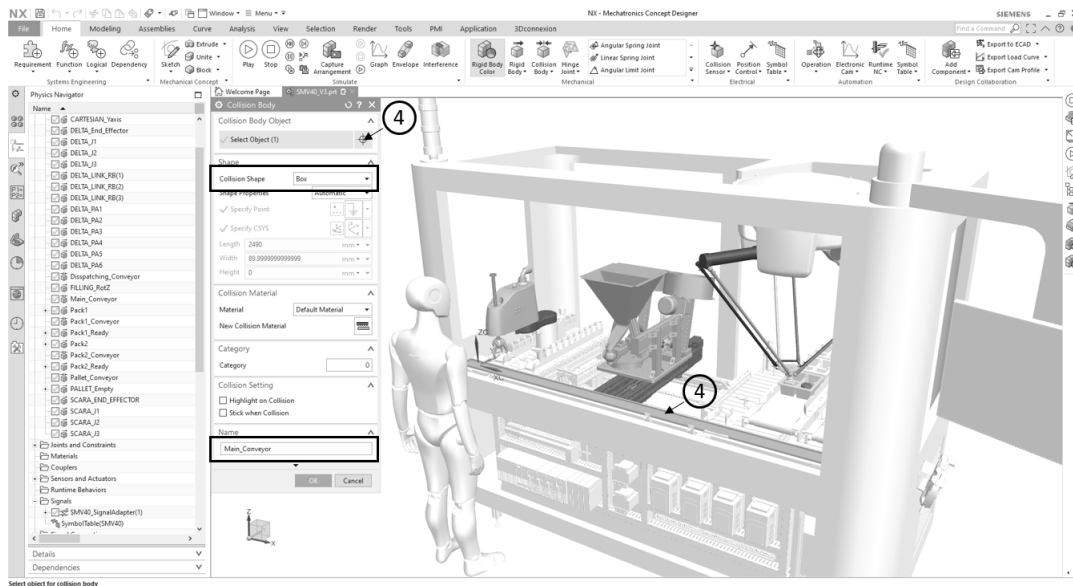 NX
Window
Menu
NX - Mechatronics Concept Designer
SIEMENS
File Home Modeling Assemblies Curve Analysis View Selection Render Tools PMI Application 3Dconnexion
Find a Command
Requirement Function Logical Dependency
Systems Engineering
Sketch
Extrude
Unite
Block
Mechanical Concept
Play Stop
Capture Arrangement
Graph Envelope Interference
Simulate
Rigid Body Color
Rigid Body
Collision Body
Hinge Joint
Angular Spring Joint
Linear Spring Joint
Angular Limit Joint
Mechanical
Collision Sensor
Position Control
Symbol Table
Electrical
Operation
Electronic Cam
Runtime NC
Symbol Table
Automation
Add Component
Export to ECAD
Export Load Curve
Export Cam Profile
Design Collaboration
Physics Navigator
Name
CARTESIAN_Yaxis
DELTA_End_Effector
DELTA_J1
DELTA_J2
DELTA_J3
DELTA_LINK_RB(1)
DELTA_LINK_RB(2)
DELTA_LINK_RB(3)
DELTA_PA1
DELTA_PA2
DELTA_PA3
DELTA_PA4
DELTA_PA5
DELTA_PA6
Disspatching_Conveyor
FILLING_RotZ
Main_Conveyor
Pack1
Pack1_Conveyor
Pack1_Ready
Pack2
Pack2_Conveyor
Pack2_Ready
Pallet_Conveyor
PALLET_Empty
SCARA_END_EFFECTOR
SCARA_J1
SCARA_J2
SCARA_J3
Joints and Constraints
Materials
Couplers
Sensors and Actuators
Runtime Behaviors
Signals
SMV40_SignalAdapter(1)
SymbolTable(SMV40)
Details
Dependencies
Select object for collision body
Welcome Page
SMV40_V3.prt
Collision Body
Collision Body Object
Select Object (1)
4
Shape
Collision Shape Box
Shape Properties Automatic
Specify Point
Specify CSYS
Length 2490 mm
Width 89.9999999999999 mm
Height 0 mm
Collision Material
Material Default Material
New Collision Material
Category
Category 0
Collision Setting
Highlight on Collision
Stick when Collision
Name
Main_Conveyor
OK Cancel
4
ZC
XC
Z
X